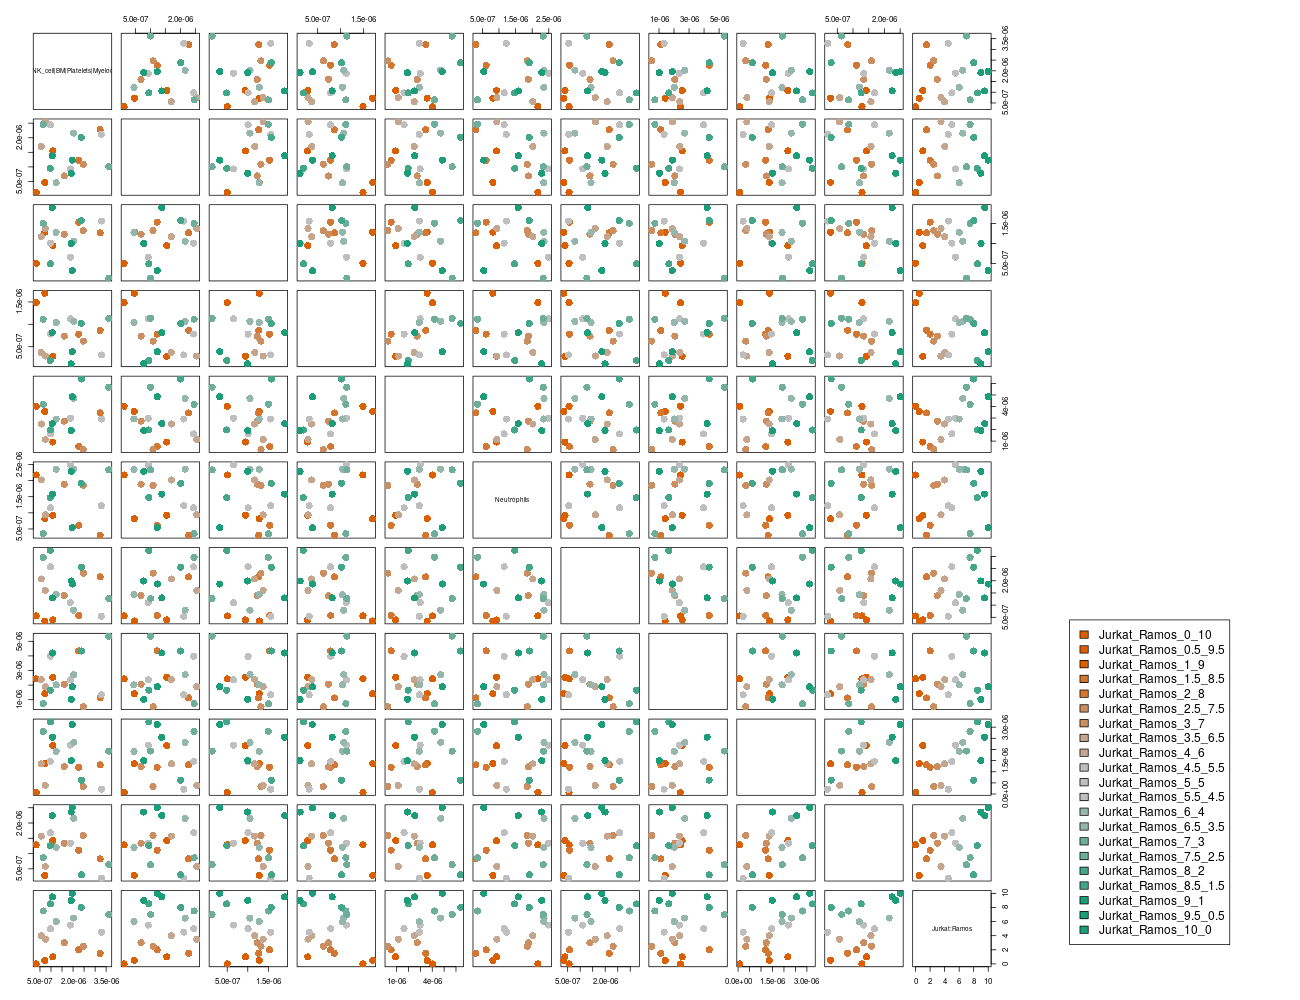 5.0e-07 2.0e-06 5.0e-07 1.5e-06 5.0e-07 1.5e-06 2.5e-06 1e-06 3e-06 5e-06 5.0e-07 2.0e-06
NK_cell|BM|Platelets|Myelo
5.0e-07 2.0e-06 3.5e-06
5.0e-07 2.0e-06
5.0e-07 1.5e-06
5.0e-07 1.5e-06
1e-06 4e-06
5.0e-07 1.5e-06 2.5e-06
Neutrophils
5.0e-07 2.0e-06
1e-06 3e-06 5e-06
0.0e+00 1.5e-06 3.0e-06
5.0e-07 2.0e-06
Jurkat:Ramos
0 2 4 6 8 10
5.0e-07 2.0e-06 3.5e-06 5.0e-07 1.5e-06 1e-06 4e-06 5.0e-07 2.0e-06 0.0e+00 1.5e-06 3.0e-06 0 2 4 6 8 10
Jurkat_Ramos_0_10
Jurkat_Ramos_0.5_9.5
Jurkat_Ramos_1_9
Jurkat_Ramos_1.5_8.5
Jurkat_Ramos_2_8
Jurkat_Ramos_2.5_7.5
Jurkat_Ramos_3_7
Jurkat_Ramos_3.5_6.5
Jurkat_Ramos_4_6
Jurkat_Ramos_4.5_5.5
Jurkat_Ramos_5_5
Jurkat_Ramos_5.5_4.5
Jurkat_Ramos_6_4
Jurkat_Ramos_6.5_3.5
Jurkat_Ramos_7_3
Jurkat_Ramos_7.5_2.5
Jurkat_Ramos_8_2
Jurkat_Ramos_8.5_1.5
Jurkat_Ramos_9_1
Jurkat_Ramos_9.5_0.5
Jurkat_Ramos_10_0